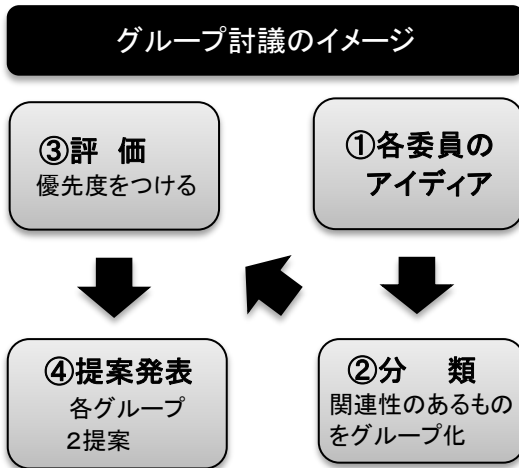 グループ討議のイメージ
①各委員の
アイディア
②分　類
関連性のあるもの
をグループ化
③評 価
優先度をつける
④提案発表
各グループ
２提案